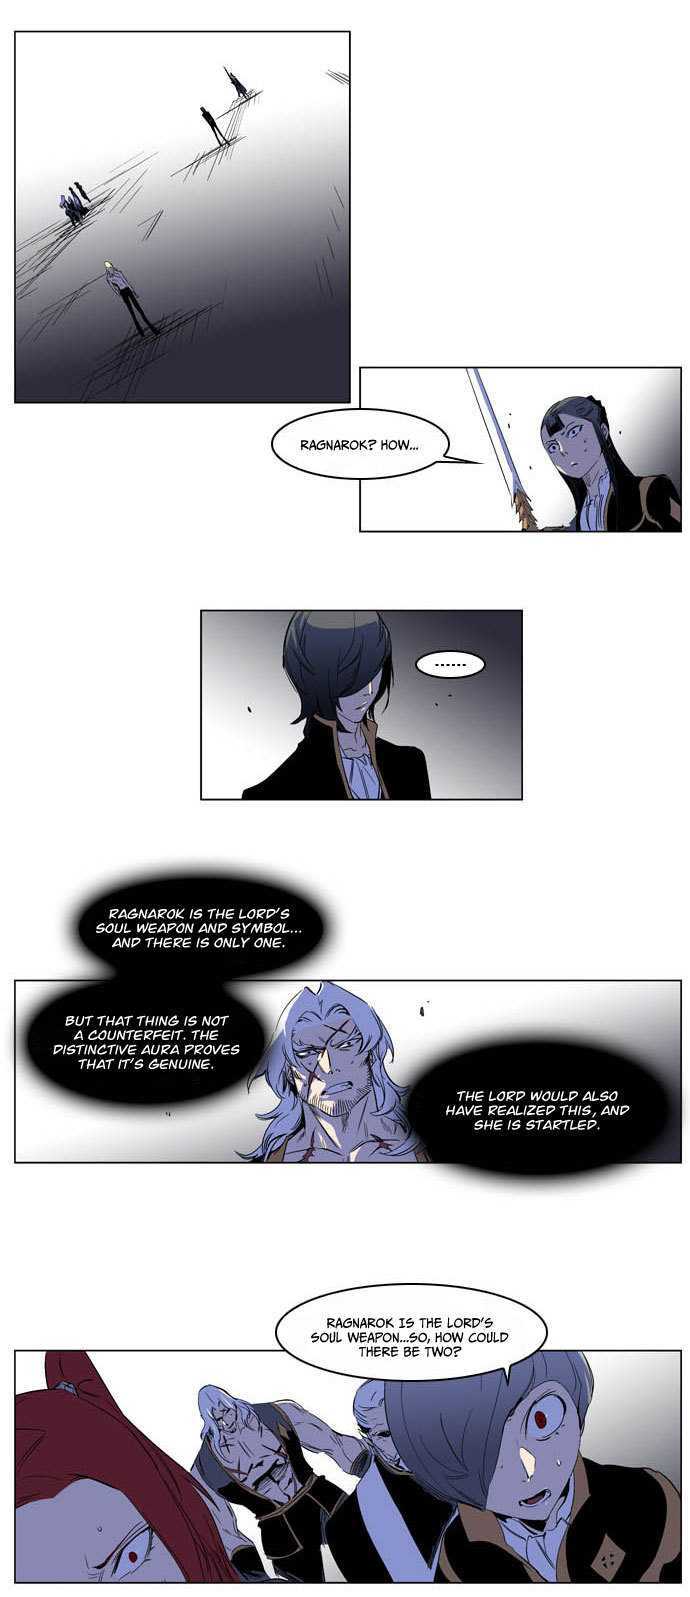 RAGNAROK? HOW...
------
RAGNAROK IS THE LORD'S
SOUL WEAPON AND SYMBOL...
AND THERE IS ONLY ONE.
BUT THAT THING IS NOT
A COUNTERFEIT. THE
DISTINCTIVE AURA PROVES
THAT IT'S GENUINE.
THE LORD WOULD ALSO
HAVE REALIZED THIS, AND
SHE IS STARTLED.
RAGNAROK IS THE LORD'S
SOUL WEAPON...SO, HOW COULD
THERE BE TWO?